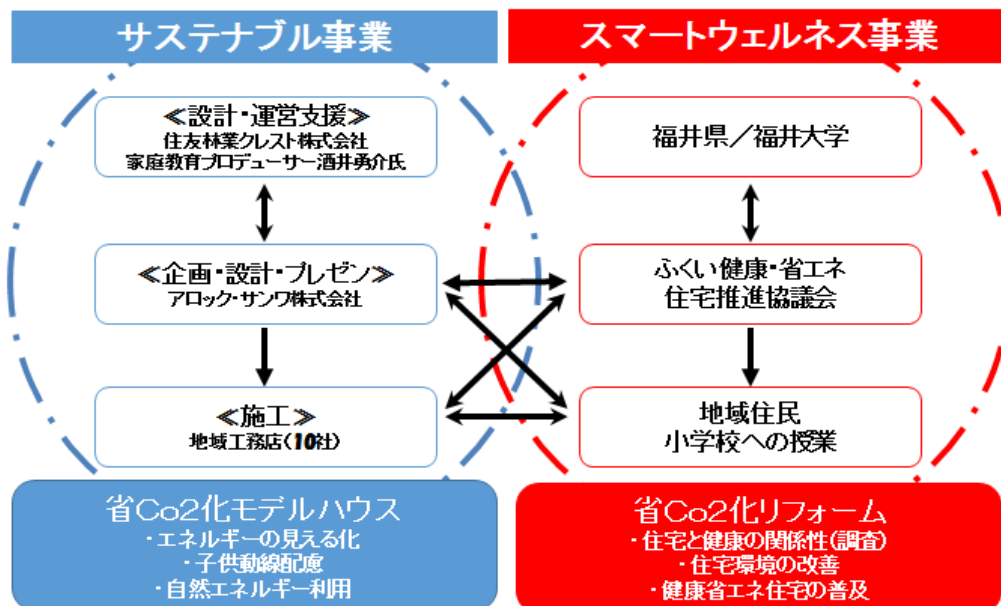 サステナブル事業
≪設計・運営支援≫
住友林業クレスト株式会社
家庭教育プロデューサー酒井勇介氏
≪企画・設計・プレゼン≫
アロック・サンワ株式会社
≪施工≫
地域工務店(10社)
省Co2化モデルハウス
・エネルギーの見える化
・子供動線配慮
・自然エネルギー利用
スマートウェルネス事業
福井県/福井大学
ふくい健康・省エネ
住宅推進協議会
地域住民
小学校への授業
省Co2化リフォーム
・住宅と健康の関係性(調査)
・住宅環境の改善
・健康省エネ住宅の普及